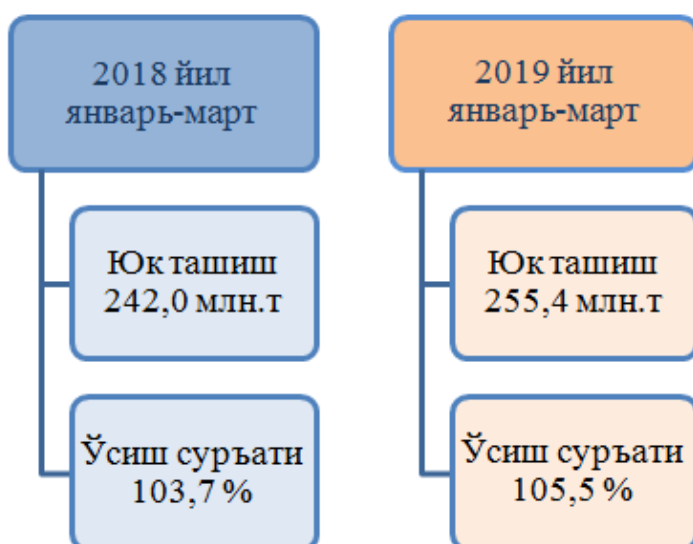 2018 йил
январь-март
Юк ташиш
242,0 млн.т
Ўсиш суръати
103,7 %
2019 йил
январь-март
Юк ташиш
255,4 млн.т
Ўсиш суръати
105,5 %